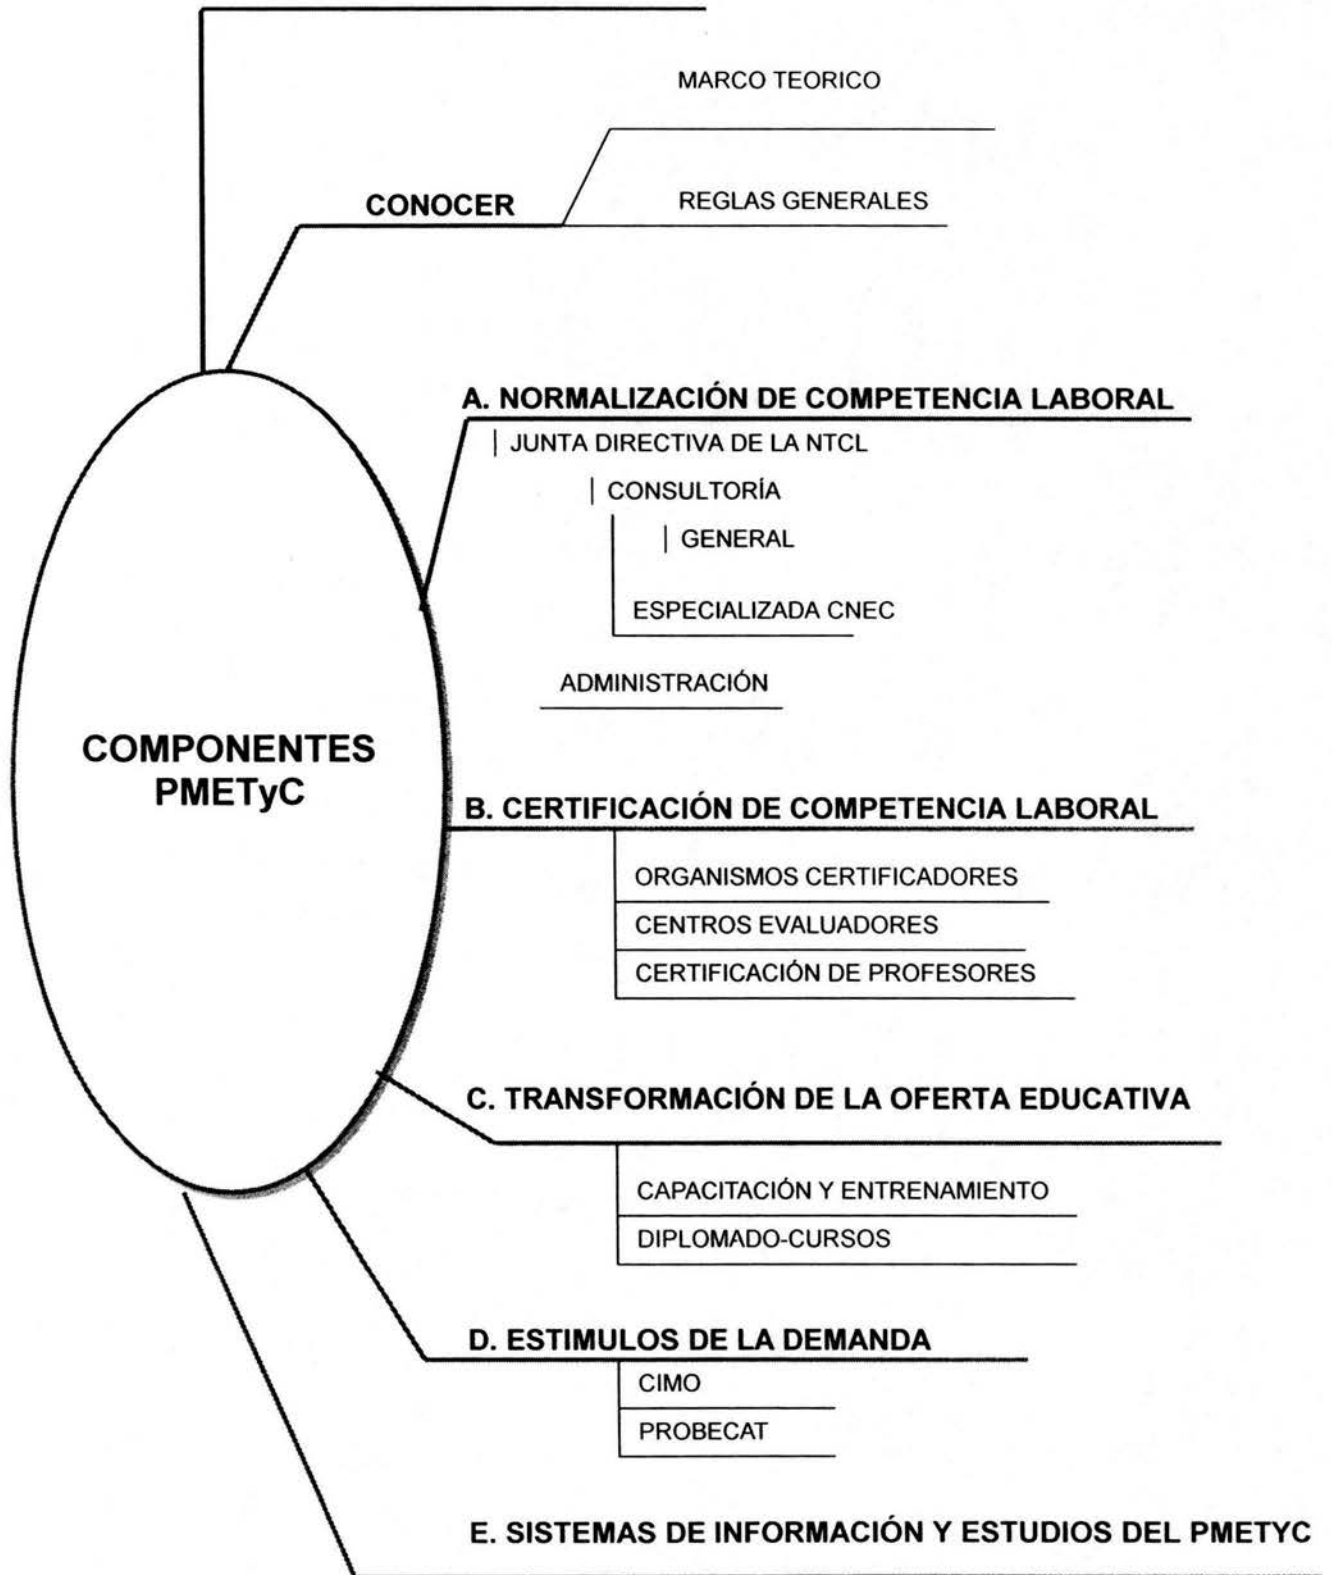 MARCO TEORICO
CONOCER
REGLAS GENERALES
A. NORMALIZACIÓN DE COMPETENCIA LABORAL
JUNTA DIRECTIVA DE LA NTCL
CONSULTORÍA
GENERAL
ESPECIALIZADA CNEC
ADMINISTRACIÓN
COMPONENTES
PMETyC
B. CERTIFICACIÓN DE COMPETENCIA LABORAL
ORGANISMOS CERTIFICADORES
CENTROS EVALUADORES
CERTIFICACIÓN DE PROFESORES
C. TRANSFORMACIÓN DE LA OFERTA EDUCATIVA
CAPACITACIÓN Y ENTRENAMIENTO
DIPLOMADO-CURSOS
D. ESTIMULOS DE LA DEMANDA
CIMO
PROBECAT
E. SISTEMAS DE INFORMACIÓN Y ESTUDIOS DEL PMETYC